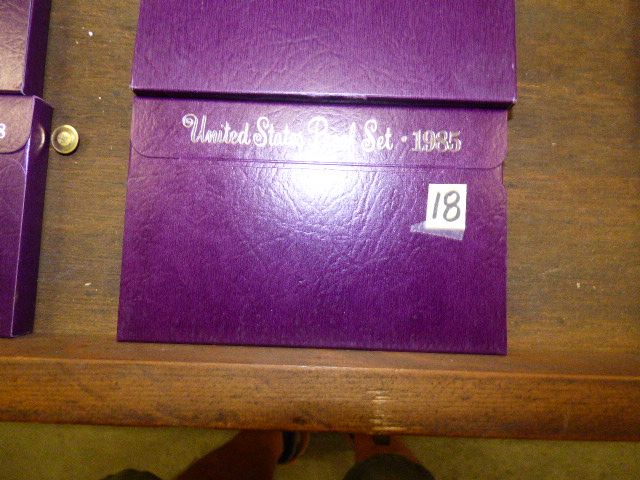 United States Proof Set · 1985
18